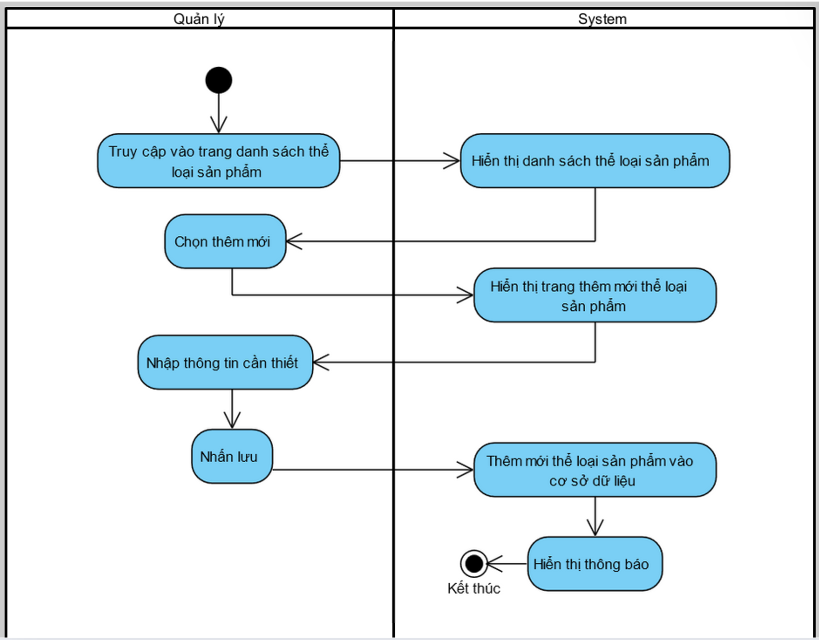 Quản lý
System
Truy cập vào trang danh sách thể
loại sản phẩm
Hiển thị danh sách thể loại sản phẩm
Chọn thêm mới
Hiển thị trang thêm mới thể loại
sản phẩm
Nhập thông tin cần thiết
Nhấn lưu
Thêm mới thể loại sản phẩm vào
cơ sở dữ liệu
Hiển thị thông báo
Kết thúc